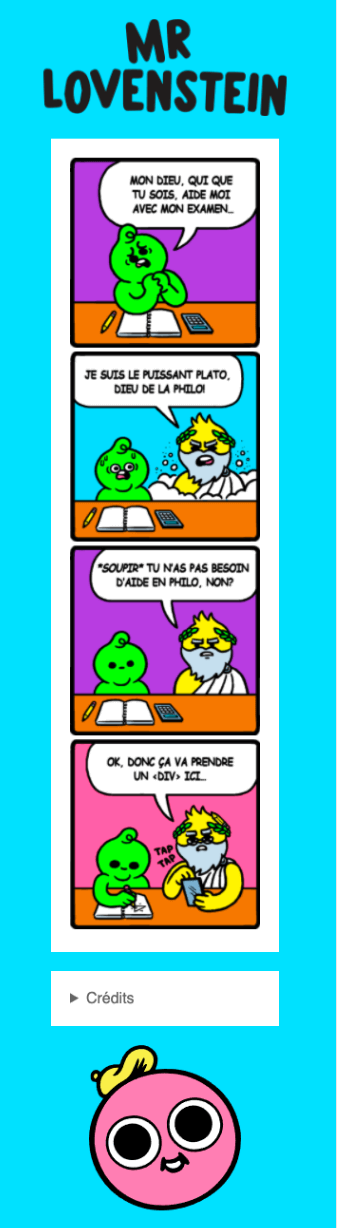 MR
LOVENSTEIN
MON DIEU, QUI QUE
TU SOIS, AIDE MOI
AVEC MON EXAMEN...
JE SUIS LE PUISSANT PLATO,
DIEU DE LA PHILO!
*SOUPIR* TU N'AS PAS BESOIN
D'AIDE EN PHILO, NON?
OK, DONC ÇA VA PRENDRE
UN <DIV> ICI...
TAP
TAP
Crédits